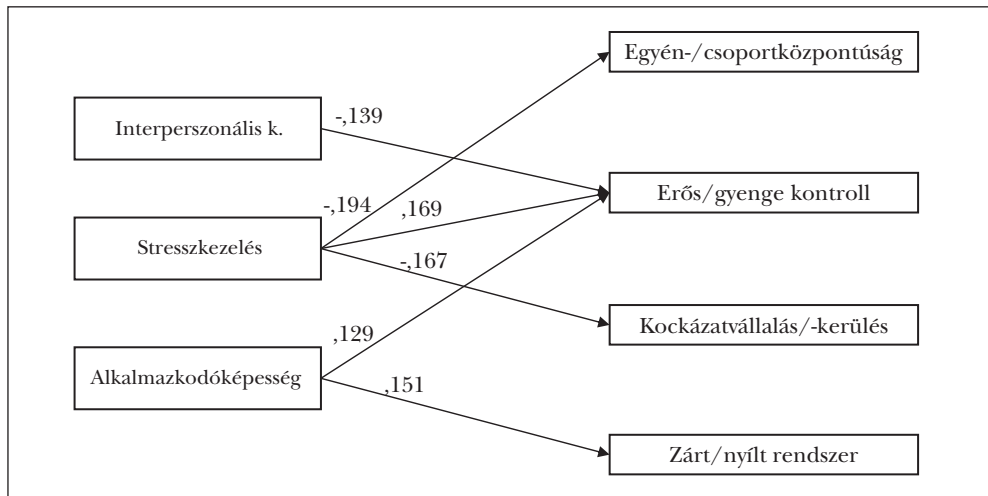 Egyén-/csoportközpontúság
Interperszonális k.
-,139
Erős/gyenge kontroll
-,194
,169
Stresszkezelés
-,167
Kockázatvállalás/-kerülés
,129
Alkalmazkodóképesség
,151
Zárt/nyílt rendszer